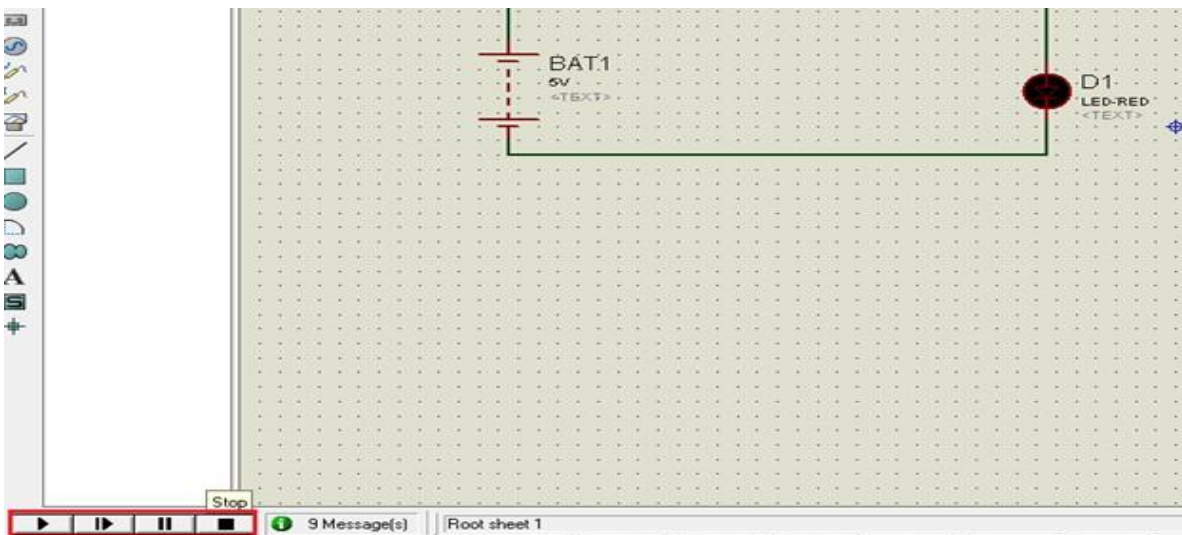 BAT1
5V
<TEXT>
D1
LED-RED
<TEXT>
A
S
Stop
9 Message(s)
Root sheet 1